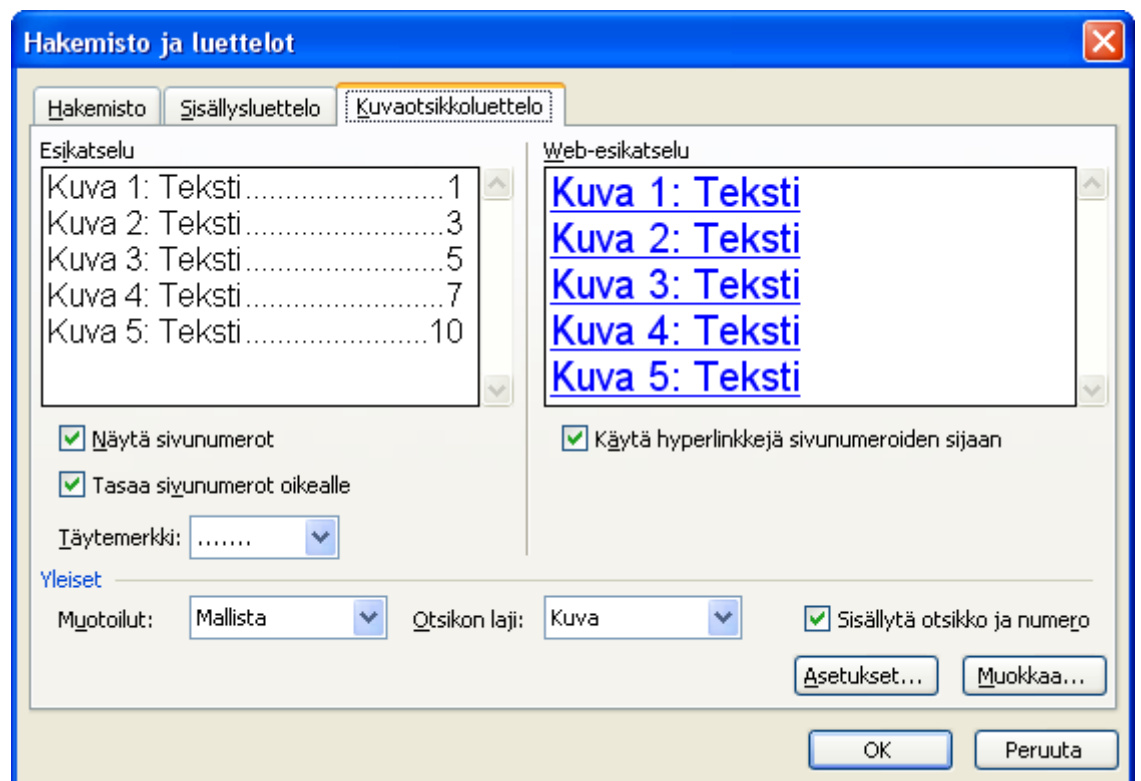 Hakemisto ja luettelot
Hakemisto Sisällysluettelo Kuvaotsikkoluettelo
Esikatselu
Kuva 1: Teksti.........................1
Kuva 2: Teksti.........................3
Kuva 3: Teksti.........................5
Kuva 4: Teksti.........................7
Kuva 5: Teksti.......................10
Web-esikatselu
Kuva 1: Teksti
Kuva 2: Teksti
Kuva 3: Teksti
Kuva 4: Teksti
Kuva 5: Teksti
Näytä sivunumerot
Tasaa sivunumerot oikealle
Täytemerkki: .......
Käytä hyperlinkkejä sivunumeroiden sijaan
Yleiset
Muotoilut: Mallista Otsikon laji: Kuva Sisällytä otsikko ja numero
Asetukset... Muokkaa...
OK Peruuta